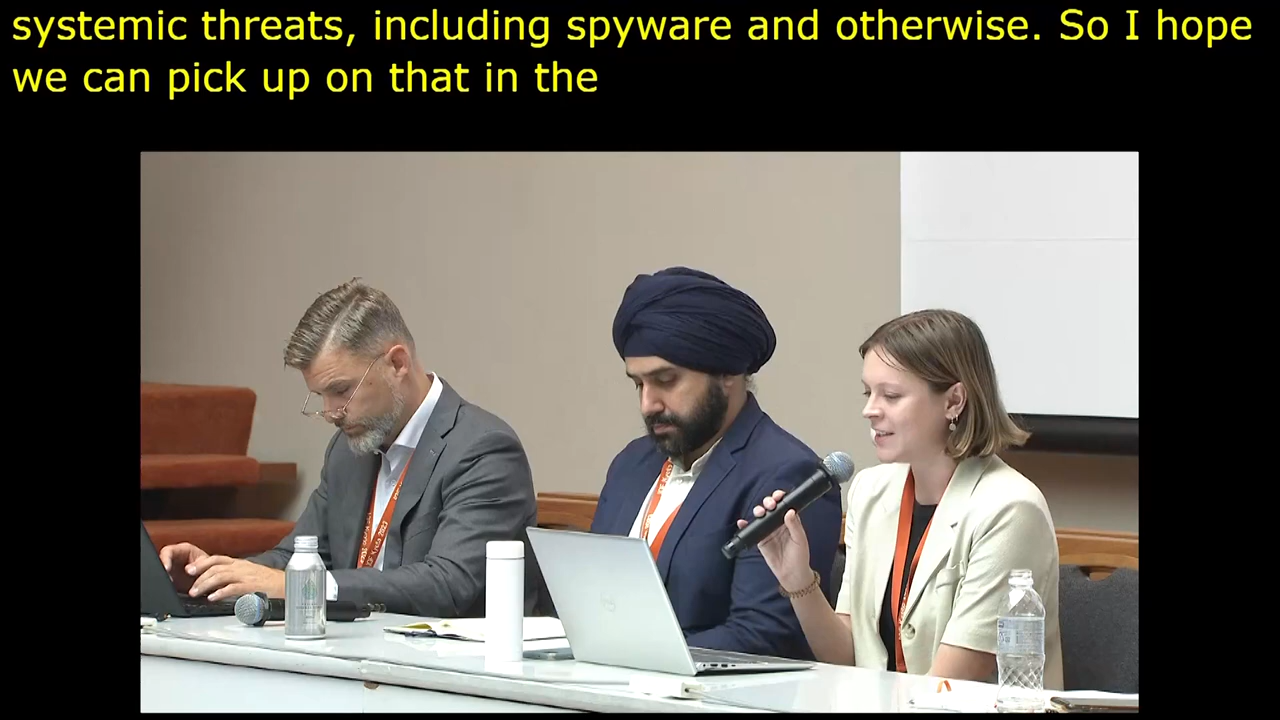 systemic threats, including spyware and otherwise. So I hope
we can pick up on that in the